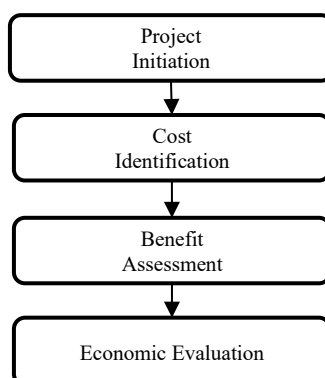 Project
Initiation
Cost
Identification
Benefit
Assessment
Economic Evaluation